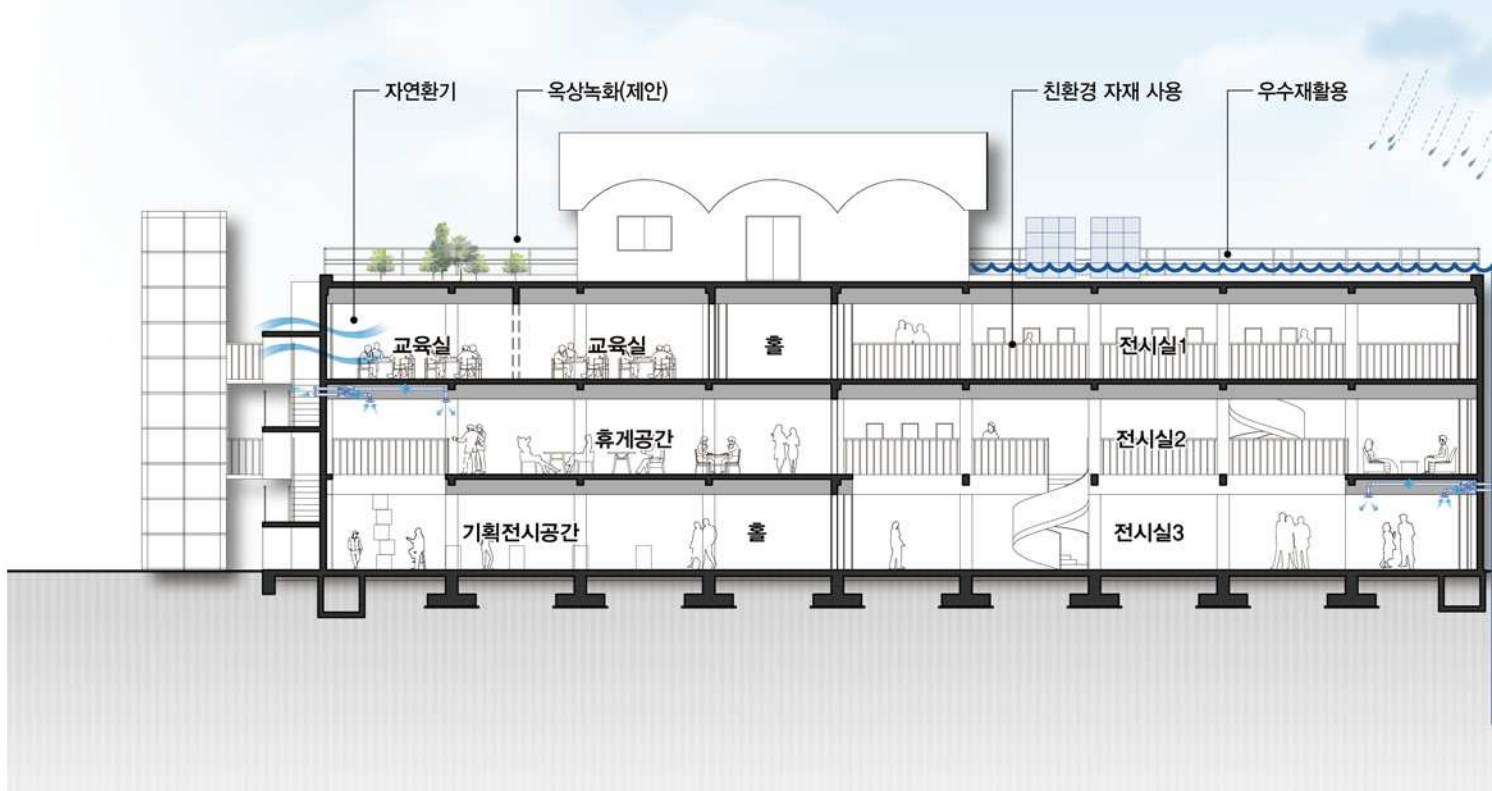 자연환기
옥상녹화(제안)
친환경 자재 사용
우수재활용
교육실
교육실
홀
전시실1
휴게공간
전시실2
기획전시공간
홀
전시실3